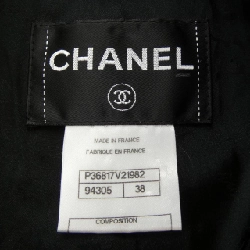 CHANEL
MADE IN FRANCE
FABRIQUE EN FRANCE
P36817V21982
94305 38
COMPOSITION